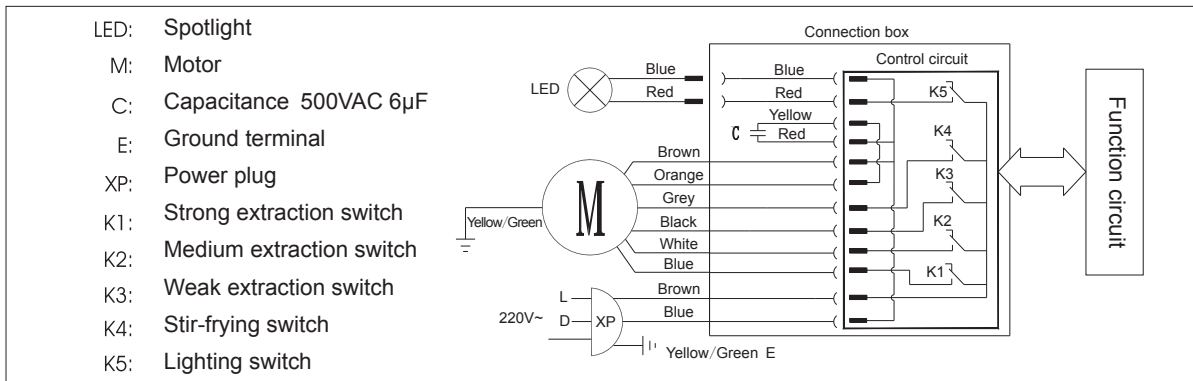 LED: Spotlight
M: Motor
C: Capacitance 500VAC 6μF
E: Ground terminal
XP: Power plug
K1: Strong extraction switch
K2: Medium extraction switch
K3: Weak extraction switch
K4: Stir-frying switch
K5: Lighting switch
Connection box
Control circuit
LED
Blue
Blue
Red
Red
K5
Yellow
C
Red
K4
Brown
Orange
K3
Grey
M
Yellow/Green
Black
K2
White
Blue
K1
Brown
L
220V~
D
XP
Blue
Yellow/Green E
Function circuit